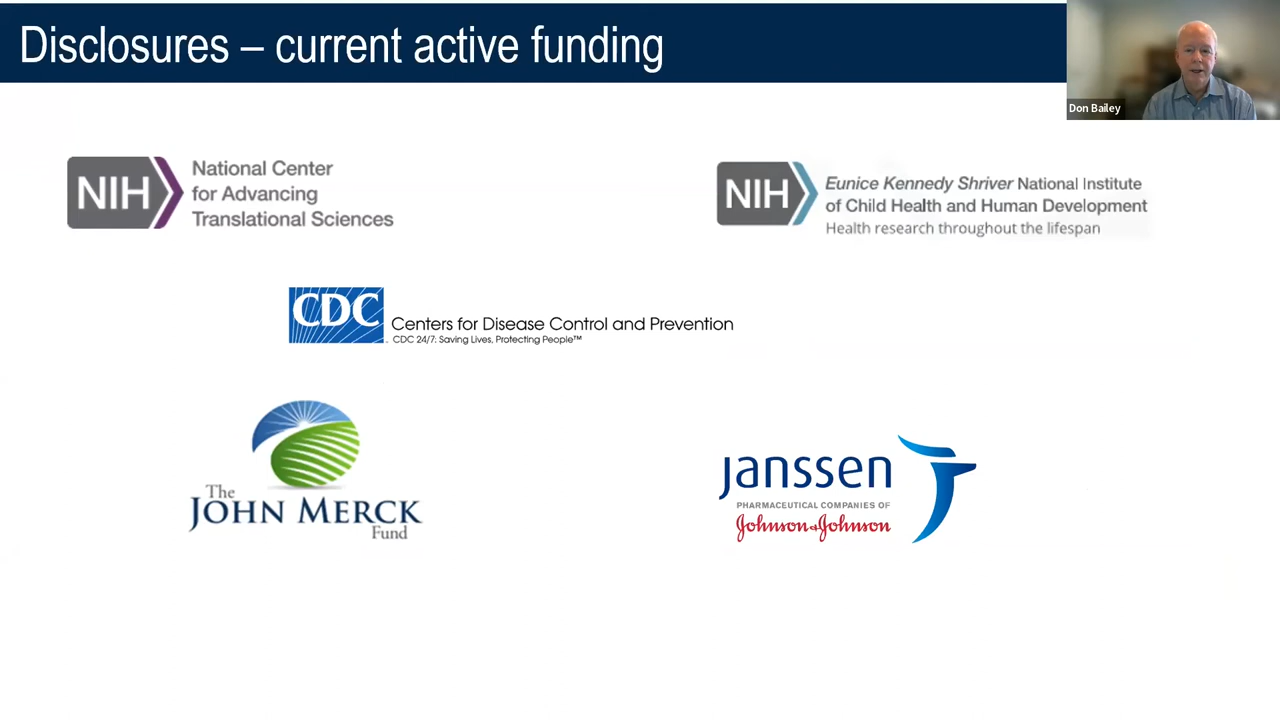 Disclosures – current active funding
Don Bailey
NIH
National Center
for Advancing
Translational Sciences
NIH
Eunice Kennedy Shriver National Institute
of Child Health and Human Development
Health research throughout the lifespan
CDC
Centers for Disease Control and Prevention
CDC 24/7: Saving Lives, Protecting People™
The
JOHN MERCK
Fund
janssen
PHARMACEUTICAL COMPANIES OF
Johnson & Johnson